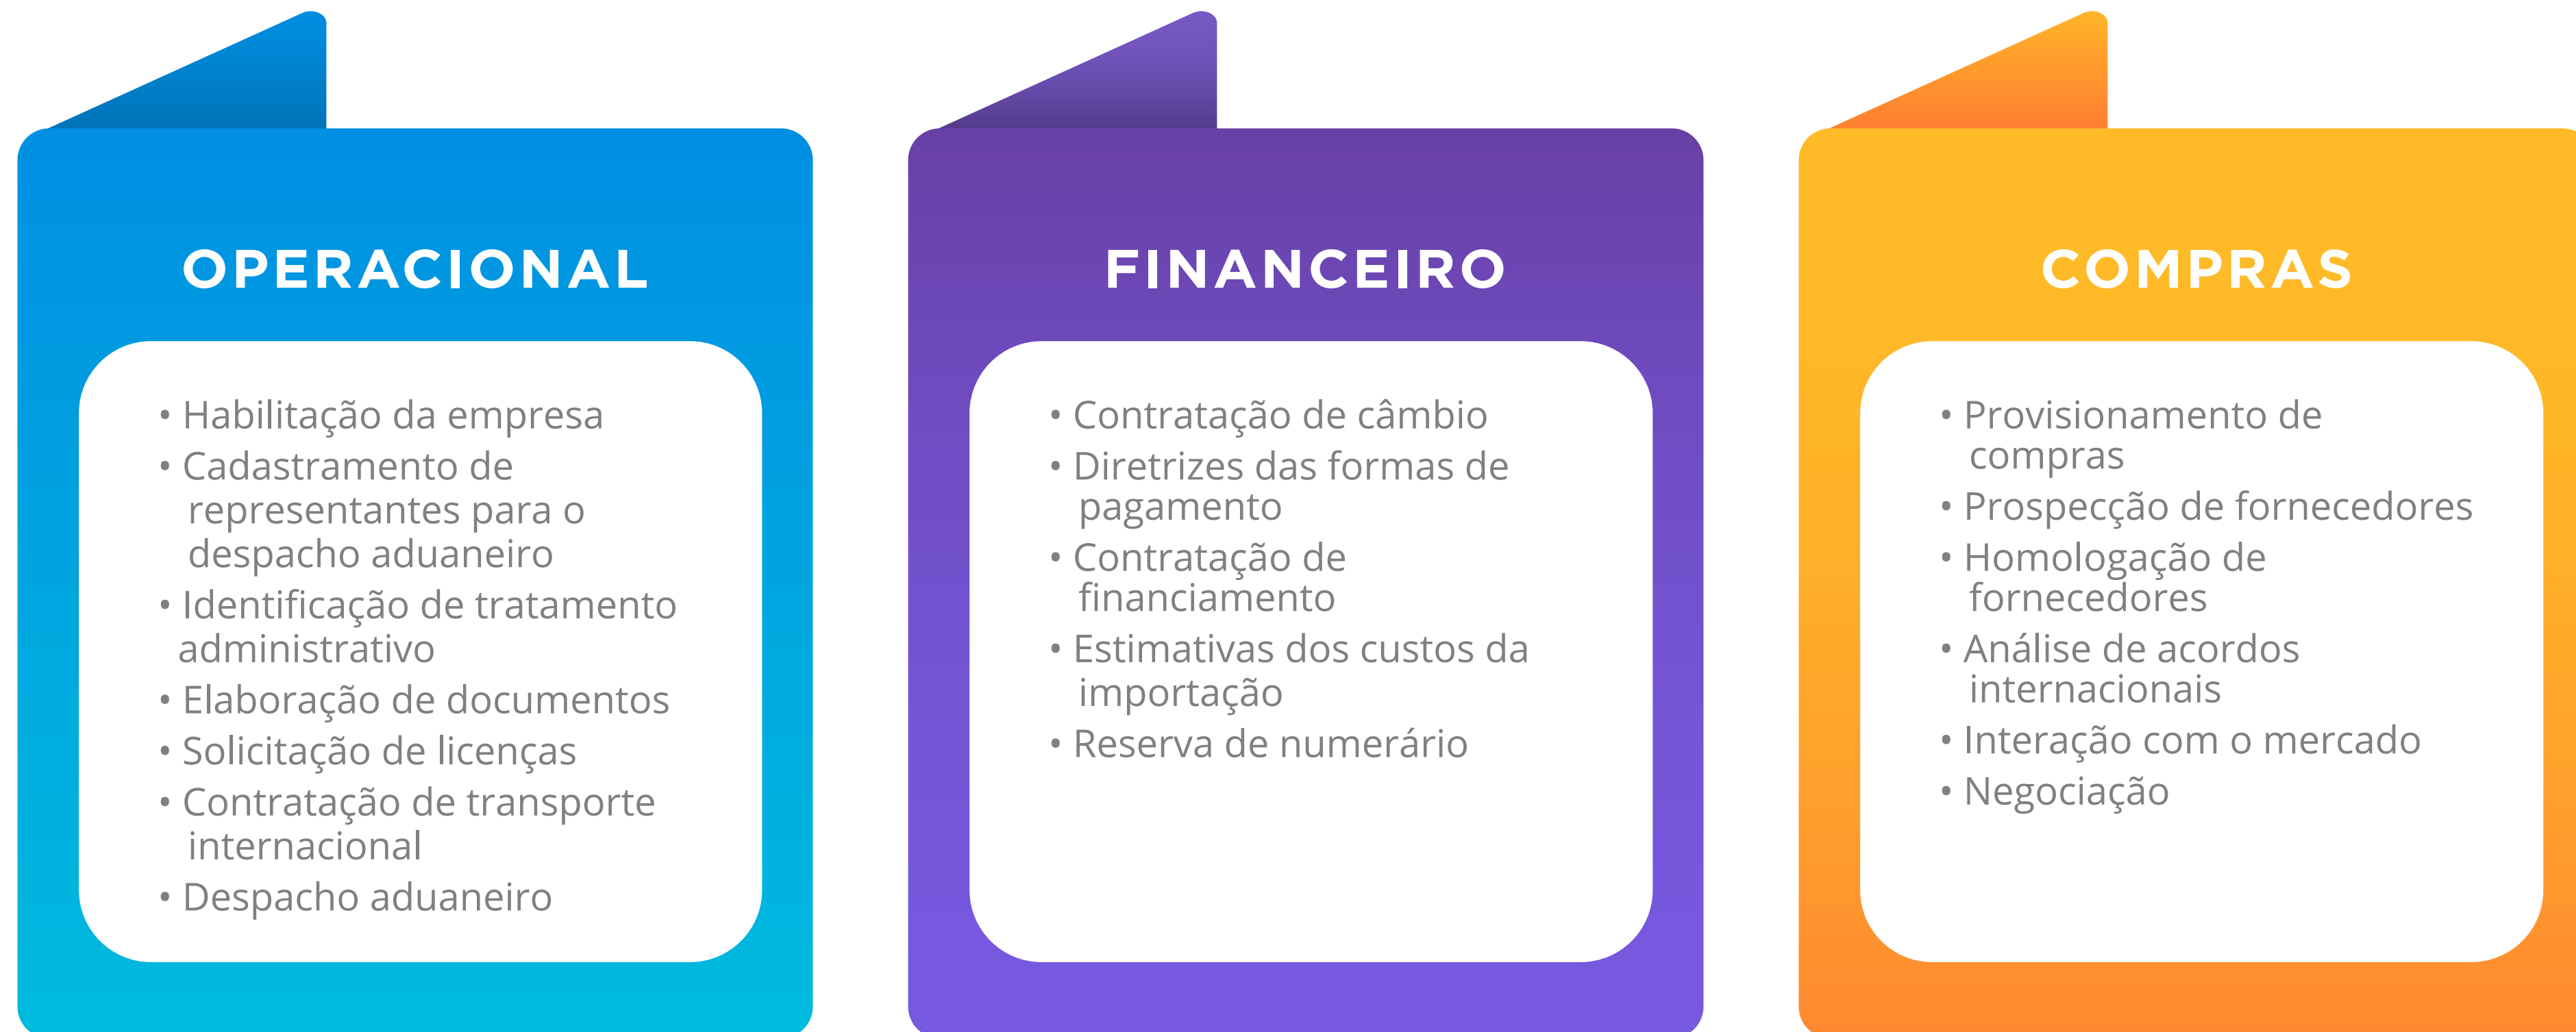 OPERACIONAL
• Habilitação da empresa
• Cadastramento de
representantes para o
despacho aduaneiro
• Identificação de tratamento
administrativo
• Elaboração de documentos
• Solicitação de licenças
• Contratação de transporte
internacional
• Despacho aduaneiro
FINANCEIRO
• Contratação de câmbio
• Diretrizes das formas de
pagamento
• Contratação de
financiamento
• Estimativas dos custos da
importação
• Reserva de numerário
COMPRAS
• Provisionamento de
compras
• Prospecção de fornecedores
• Homologação de
fornecedores
• Análise de acordos
internacionais
• Interação com o mercado
• Negociação